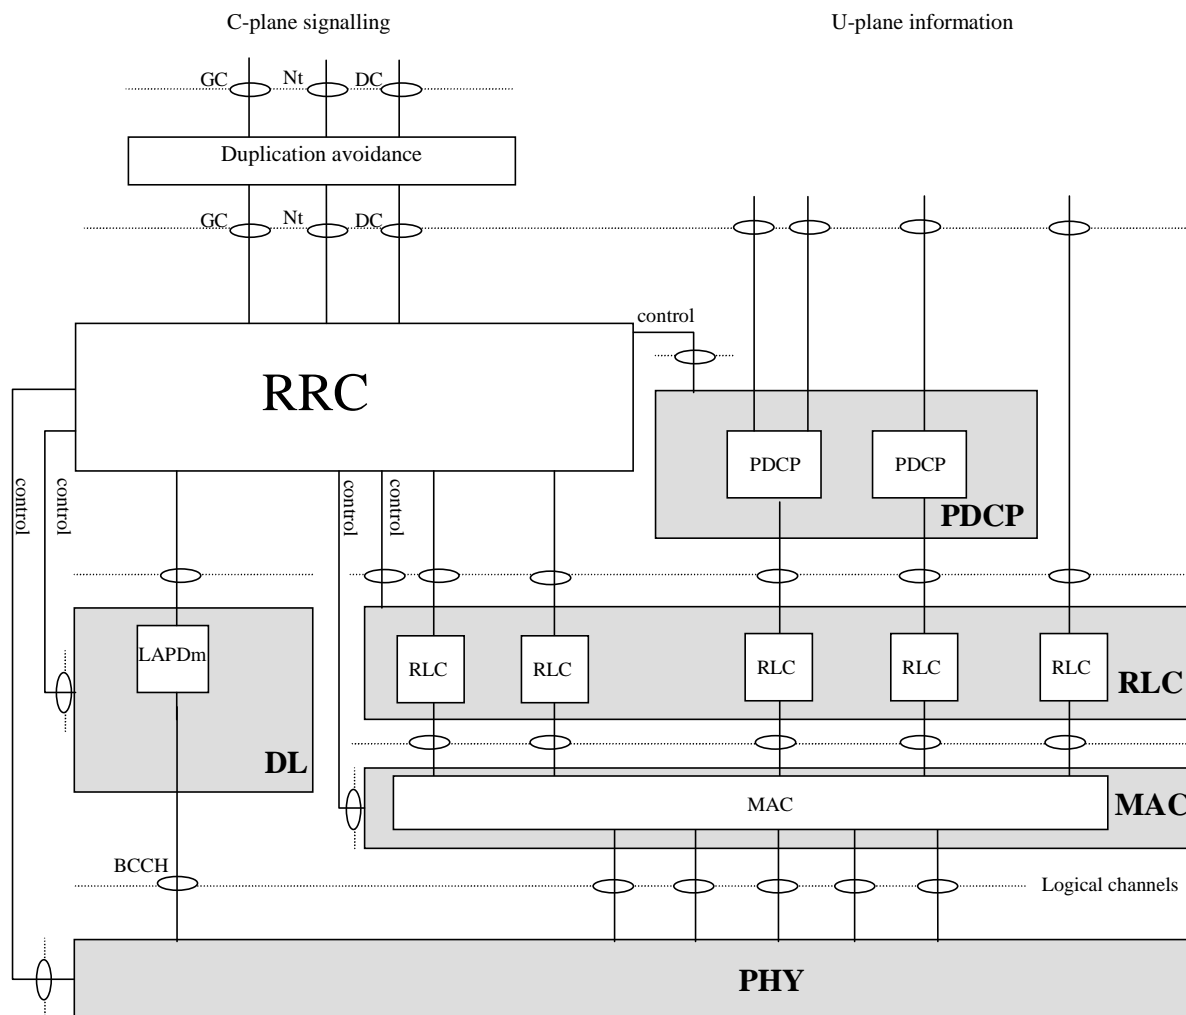 C-plane signalling
U-plane information
GC
Nt
DC
Duplication avoidance
GC
Nt
DC
control
RRC
PDCP
PDCP
PDCP
control
control
control
control
LAPDm
DL
RLC
RLC
RLC
RLC
RLC
RLC
MAC
MAC
BCCH
Logical channels
PHY